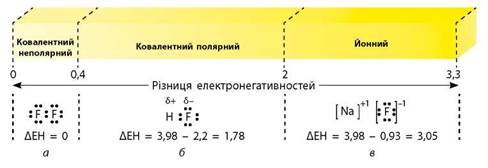 Ковалентний неполярний
Ковалентний полярний
Йонний
0 0,4 2 3,3
Різниця електронегативностей
F F
δ+ δ−
H F
[ Na ]+1 [ F ]−1
ΔЕН = 0
ΔЕН = 3,98 − 2,2 = 1,78
ΔЕН = 3,98 − 0,93 = 3,05
а б в